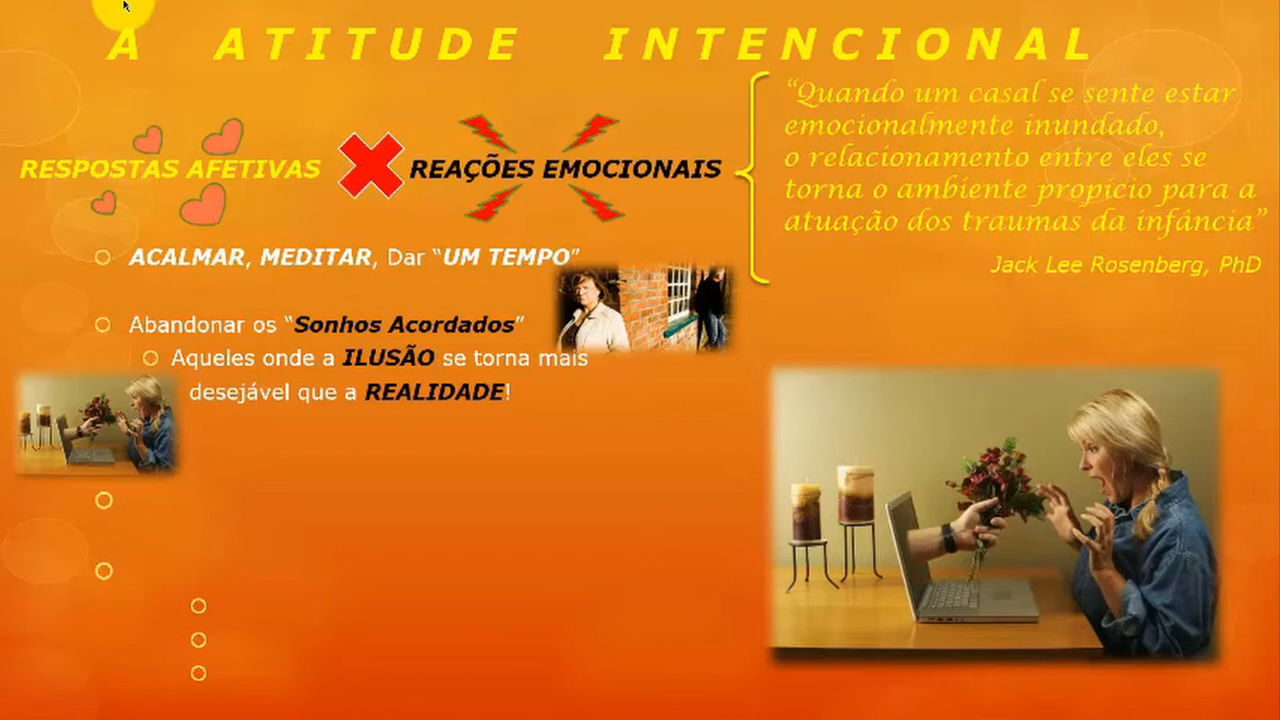 A ATITUDE INTENCIONAL
RESPOSTAS AFETIVAS
REAÇÕES EMOCIONAIS
“Quando um casal se sente estar
emocionalmente inundado,
o relacionamento entre eles se
torna o ambiente propício para a
atuação dos traumas da infância”
Jack Lee Rosenberg, PhD
ACALMAR, MEDITAR, Dar “UM TEMPO”
Abandonar os “Sonhos Acordados”
Aqueles onde a ILUSÃO se torna mais
desejável que a REALIDADE!